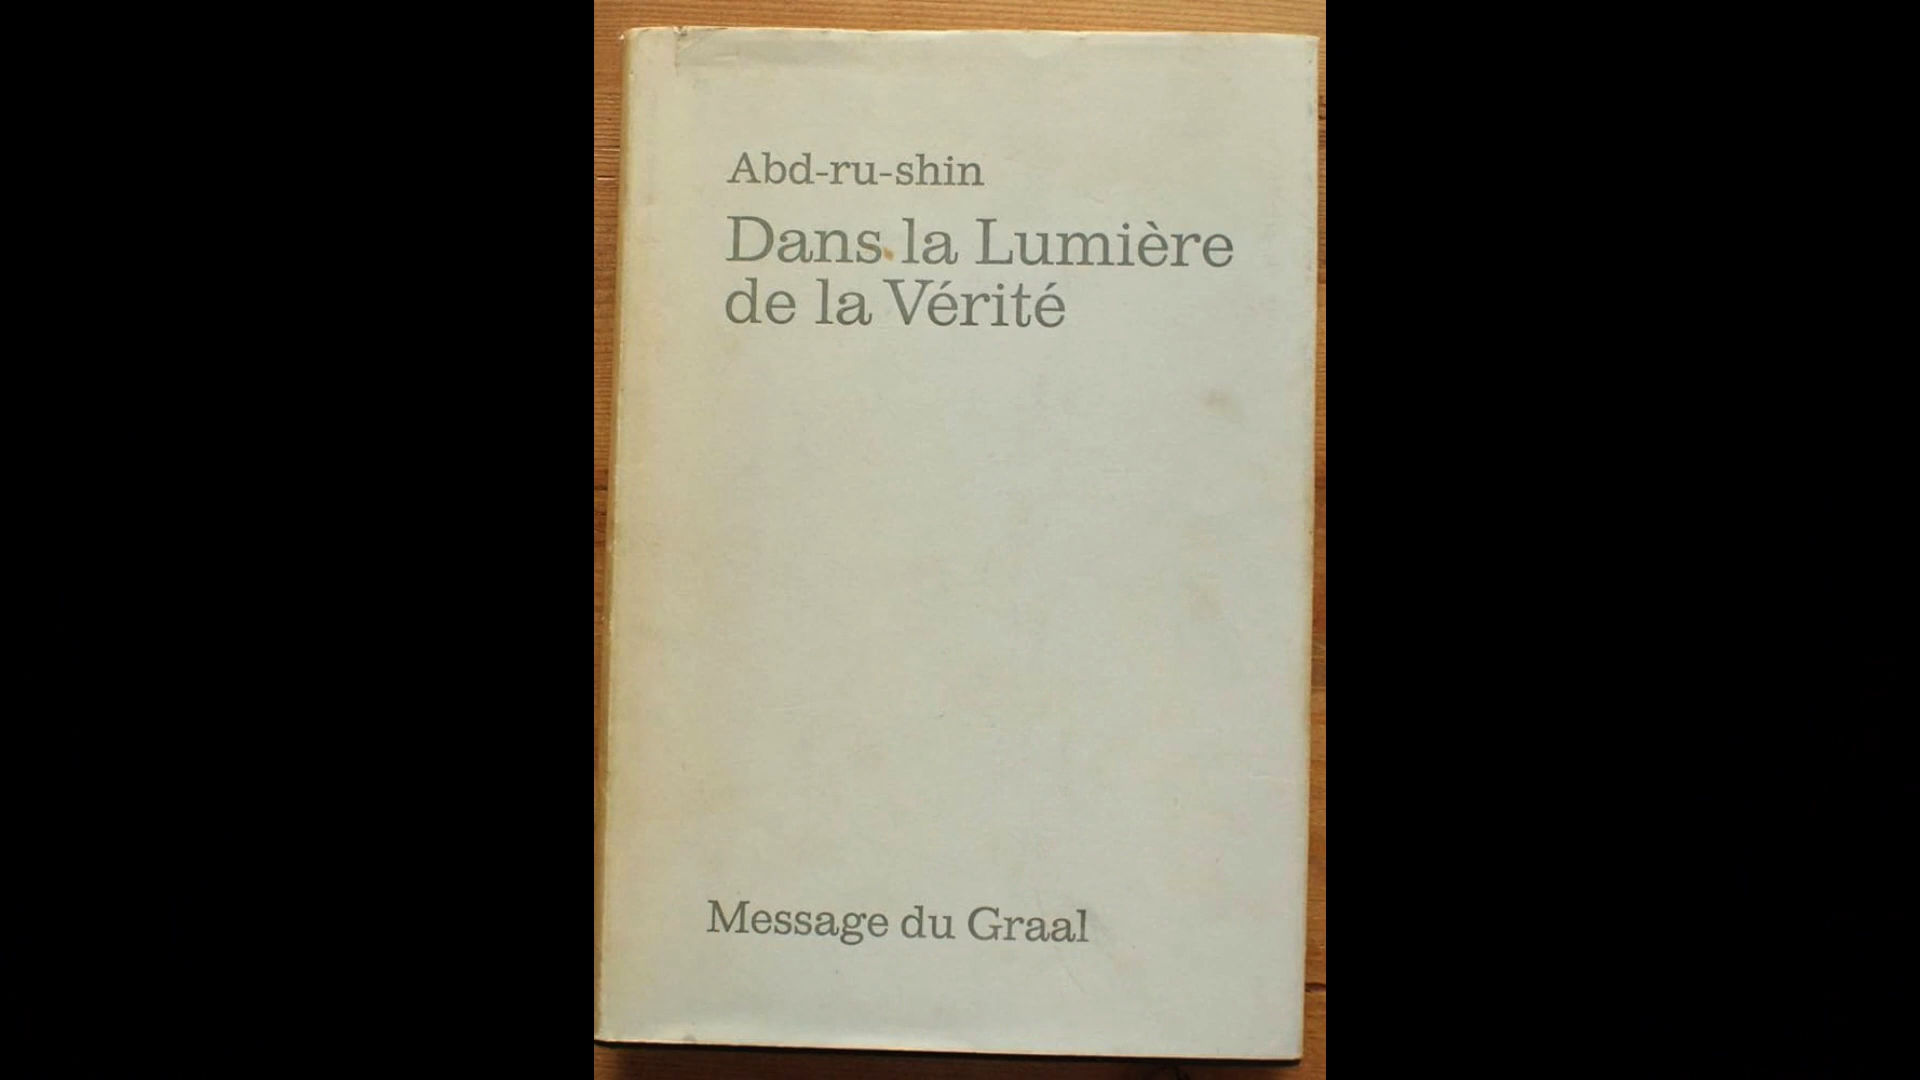 Abd-ru-shin
Dans la Lumière
de la Vérité
Message du Graal